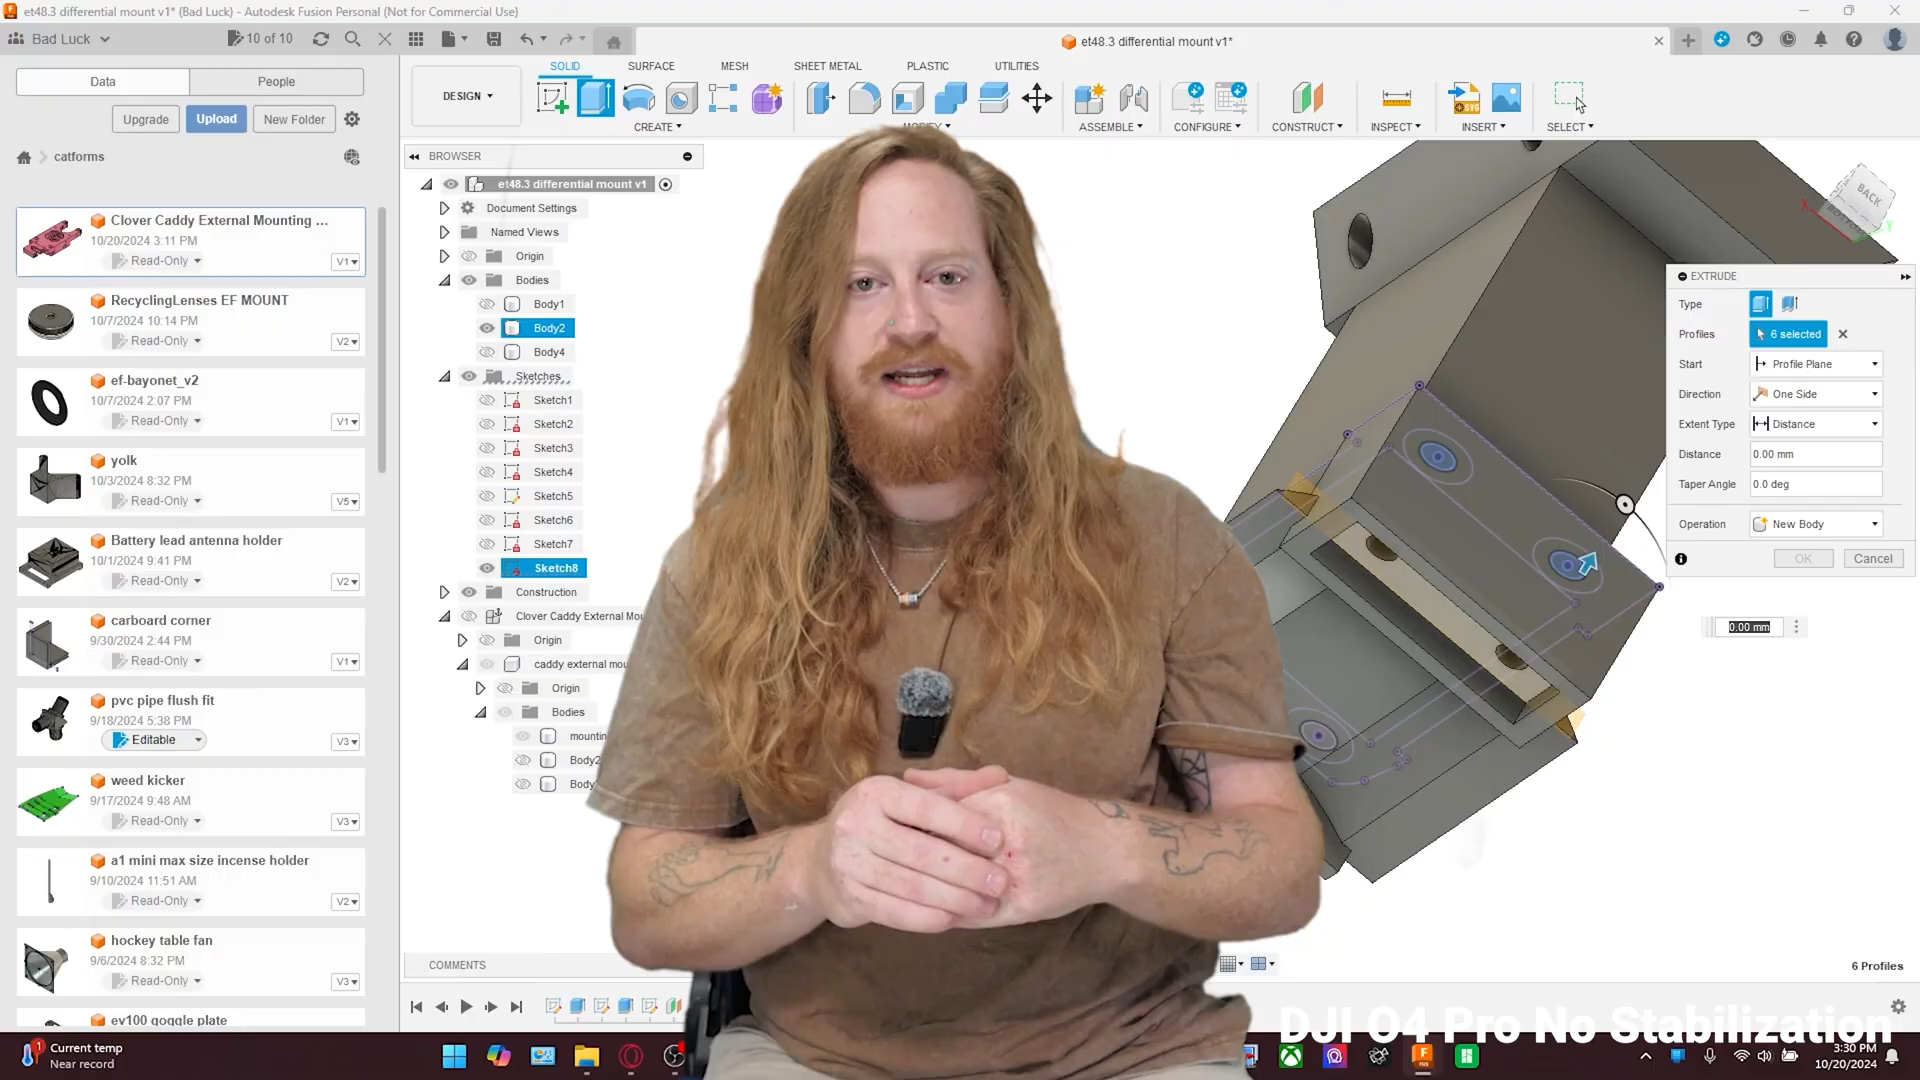 et48.3 differential mount v1* (Bad Luck) - Autodesk Fusion Personal (Not for Commercial Use)
Bad Luck
10 of 10
et48.3 differential mount v1*
Data
People
Upgrade
Upload
New Folder
catforms
Clover Caddy External Mounting ...
10/20/2024 3:11 PM
Read-Only
V1
RecyclingLenses EF MOUNT
10/7/2024 10:14 PM
Read-Only
V2
ef-bayonet_v2
10/7/2024 2:07 PM
Read-Only
V1
yolk
10/3/2024 8:32 PM
Read-Only
V5
Battery lead antenna holder
10/1/2024 9:41 PM
Read-Only
V2
carboard corner
9/30/2024 2:44 PM
Read-Only
V1
pvc pipe flush fit
9/18/2024 5:38 PM
Editable
V3
weed kicker
9/17/2024 9:48 AM
Read-Only
V3
a1 mini max size incense holder
9/10/2024 11:51 AM
Read-Only
V2
hockey table fan
9/6/2024 8:32 PM
Read-Only
V3
ev100 goggle plate
DESIGN
SOLID
SURFACE
MESH
SHEET METAL
PLASTIC
UTILITIES
CREATE
MODIFY
ASSEMBLE
CONFIGURE
CONSTRUCT
INSPECT
INSERT
SELECT
BROWSER
et48.3 differential mount v1
Document Settings
Named Views
Origin
Bodies
Body1
Body2
Body4
Sketches
Sketch1
Sketch2
Sketch3
Sketch4
Sketch5
Sketch6
Sketch7
Sketch8
Construction
Clover Caddy External Mou
Origin
caddy external mou
Origin
Bodies
mountin
Body2
Body
BACK
BOTTOM
X
Y
EXTRUDE
Type
Profiles
6 selected
Start
Profile Plane
Direction
One Side
Extent Type
Distance
Distance
0.00 mm
Taper Angle
0.0 deg
Operation
New Body
OK
Cancel
0.00 mm
COMMENTS
6 Profiles
DJI O4 Pro No Stabilization
1
Current temp
Near record
3:30 PM
10/20/2024